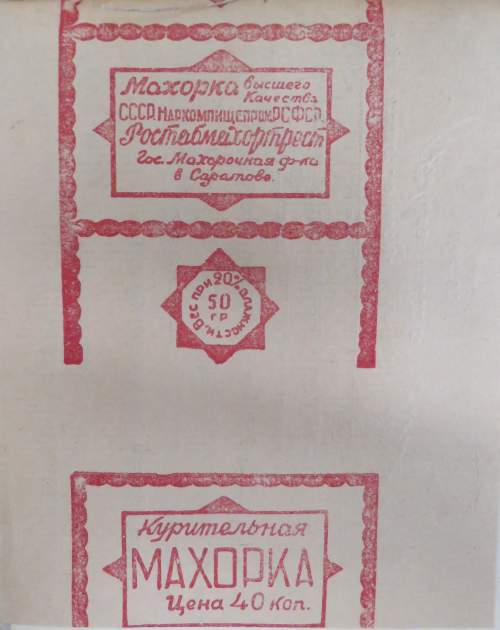 Махорка высшего
Качества
СССР. Наркомпищепром. РСФСР.
Ростабмахортрест
Гос. Махорочная ф-ка
в Саратове.
Вес при 20% влажности.
50
гр
Курительная
МАХОРКА
Цена 40 коп.